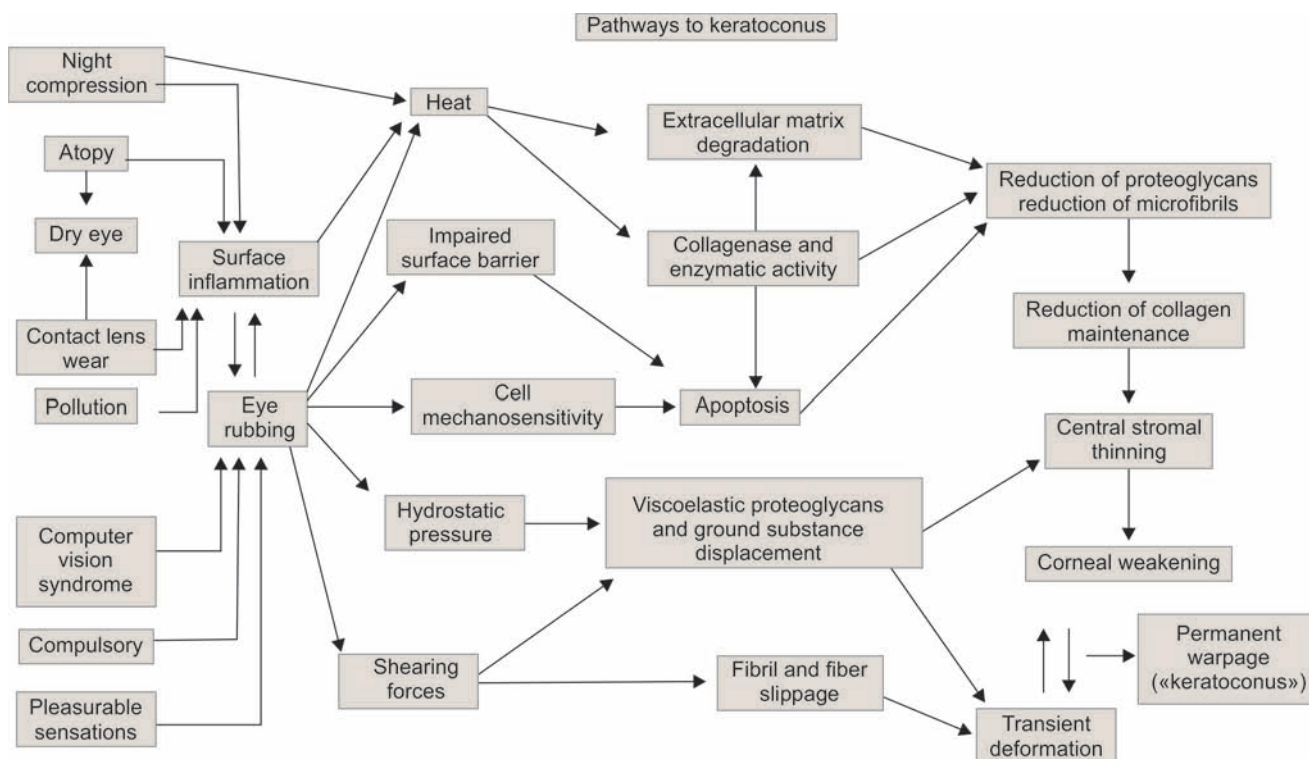 Pathways to keratoconus
Night
compression
Heat
Extracellular matrix
degradation
Atopy
Reduction of proteoglycans
reduction of microfibrils
Dry eye
Impaired
surface barrier
Collagenase and
enzymatic activity
Surface
inflammation
Contact lens
wear
Reduction of collagen
maintenance
Pollution
Eye
rubbing
Cell
mechanosensitivity
Apoptosis
Central stromal
thinning
Hydrostatic
pressure
Viscoelastic proteoglycans
and ground substance
displacement
Computer
vision
syndrome
Corneal weakening
Compulsory
Shearing
forces
Fibril and fiber
slippage
Permanent
warpage
(«keratoconus»)
Pleasurable
sensations
Transient
deformation